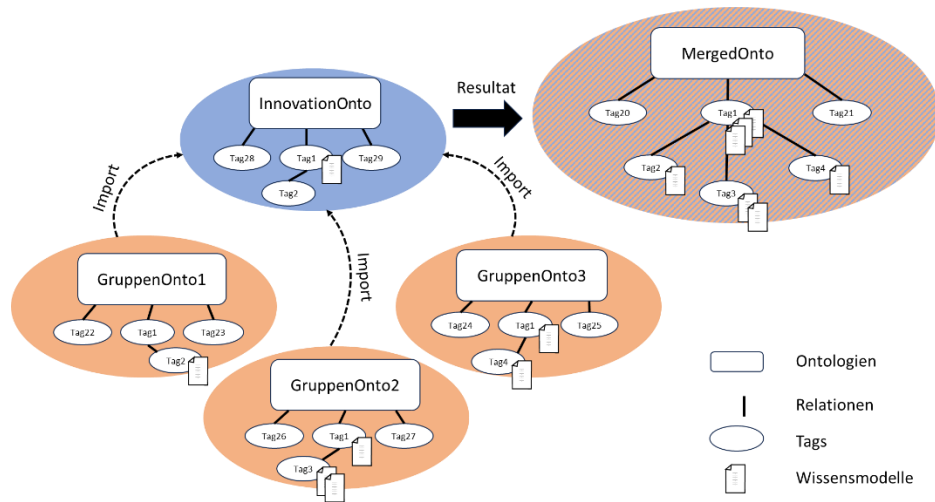 MergedOnto
Resultat
InnovationOnto
Tag20
Tag1
Tag21
Tag28
Tag1
Tag29
Tag2
Tag2
Tag4
Tag3
Import
Import
Import
GruppenOnto1
GruppenOnto3
Tag22
Tag1
Tag23
Tag24
Tag1
Tag25
Tag2
Tag4
GruppenOnto2
Tag26
Tag1
Tag27
Tag3
Ontologien
Relationen
Tags
Wissensmodelle